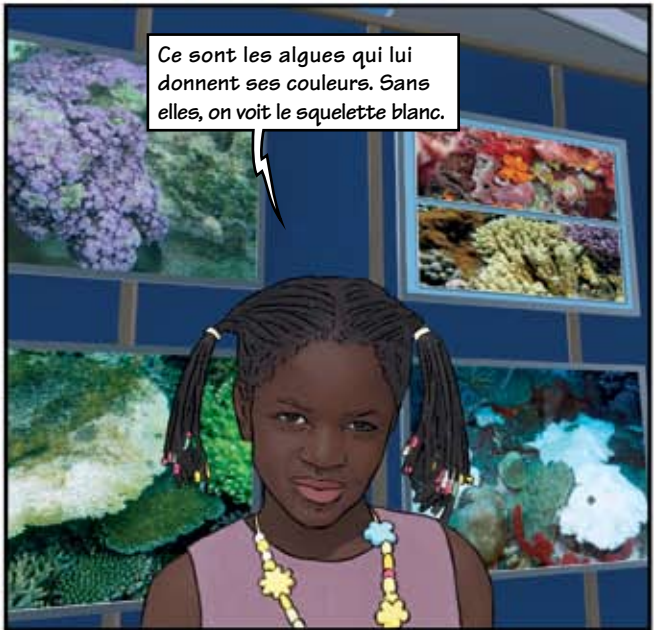 Ce sont les algues qui lui
donnent ses couleurs. Sans
elles, on voit le squelette blanc.